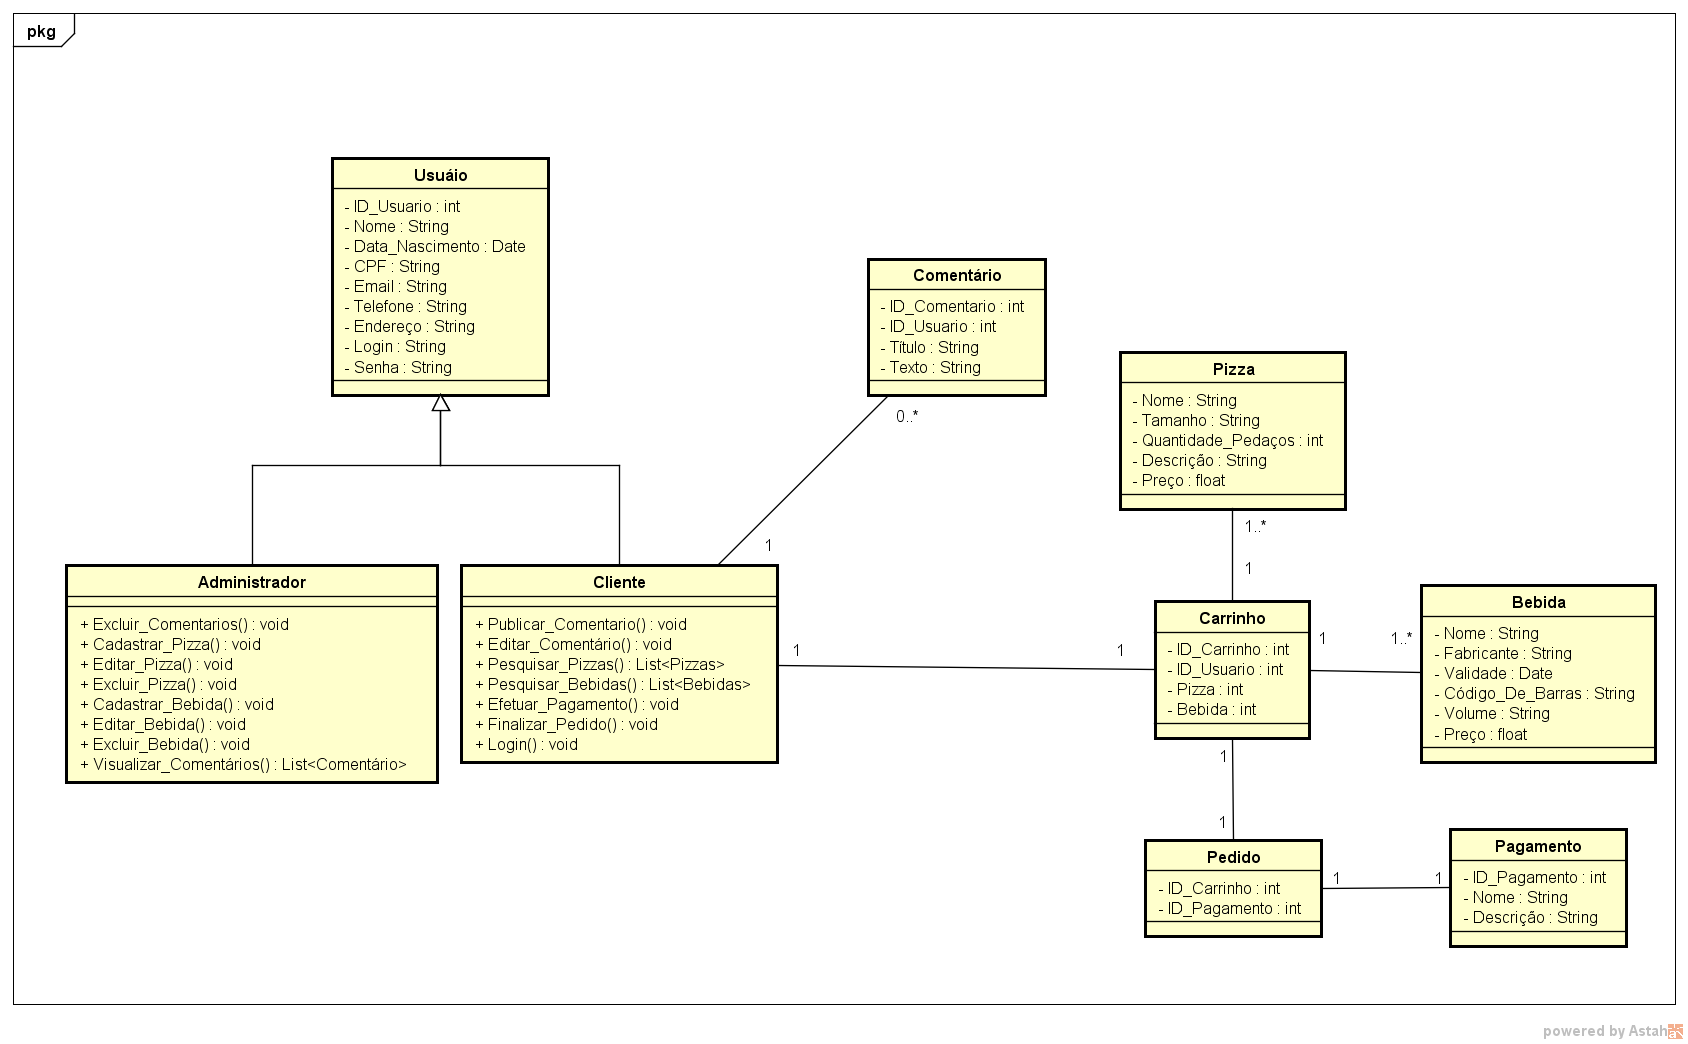 pkg
Usuáio
- ID_Usuario : int
- Nome : String
- Data_Nascimento : Date
- CPF : String
- Email : String
- Telefone : String
- Endereço : String
- Login : String
- Senha : String
Comentário
- ID_Comentario : int
- ID_Usuario : int
- Título : String
- Texto : String
0..*
1
Pizza
- Nome : String
- Tamanho : String
- Quantidade_Pedaços : int
- Descrição : String
- Preço : float
1..*
1
Administrador
+ Excluir_Comentarios() : void
+ Cadastrar_Pizza() : void
+ Editar_Pizza() : void
+ Excluir_Pizza() : void
+ Cadastrar_Bebida() : void
+ Editar_Bebida() : void
+ Excluir_Bebida() : void
+ Visualizar_Comentários() : List<Comentário>
Cliente
+ Publicar_Comentario() : void
+ Editar_Comentário() : void
+ Pesquisar_Pizzas() : List<Pizzas>
+ Pesquisar_Bebidas() : List<Bebidas>
+ Efetuar_Pagamento() : void
+ Finalizar_Pedido() : void
+ Login() : void
1
1
Carrinho
- ID_Carrinho : int
- ID_Usuario : int
- Pizza : int
- Bebida : int
1
1..*
Bebida
- Nome : String
- Fabricante : String
- Validade : Date
- Código_De_Barras : String
- Volume : String
- Preço : float
1
1
Pedido
- ID_Carrinho : int
- ID_Pagamento : int
1
1
Pagamento
- ID_Pagamento : int
- Nome : String
- Descrição : String
powered by Astah